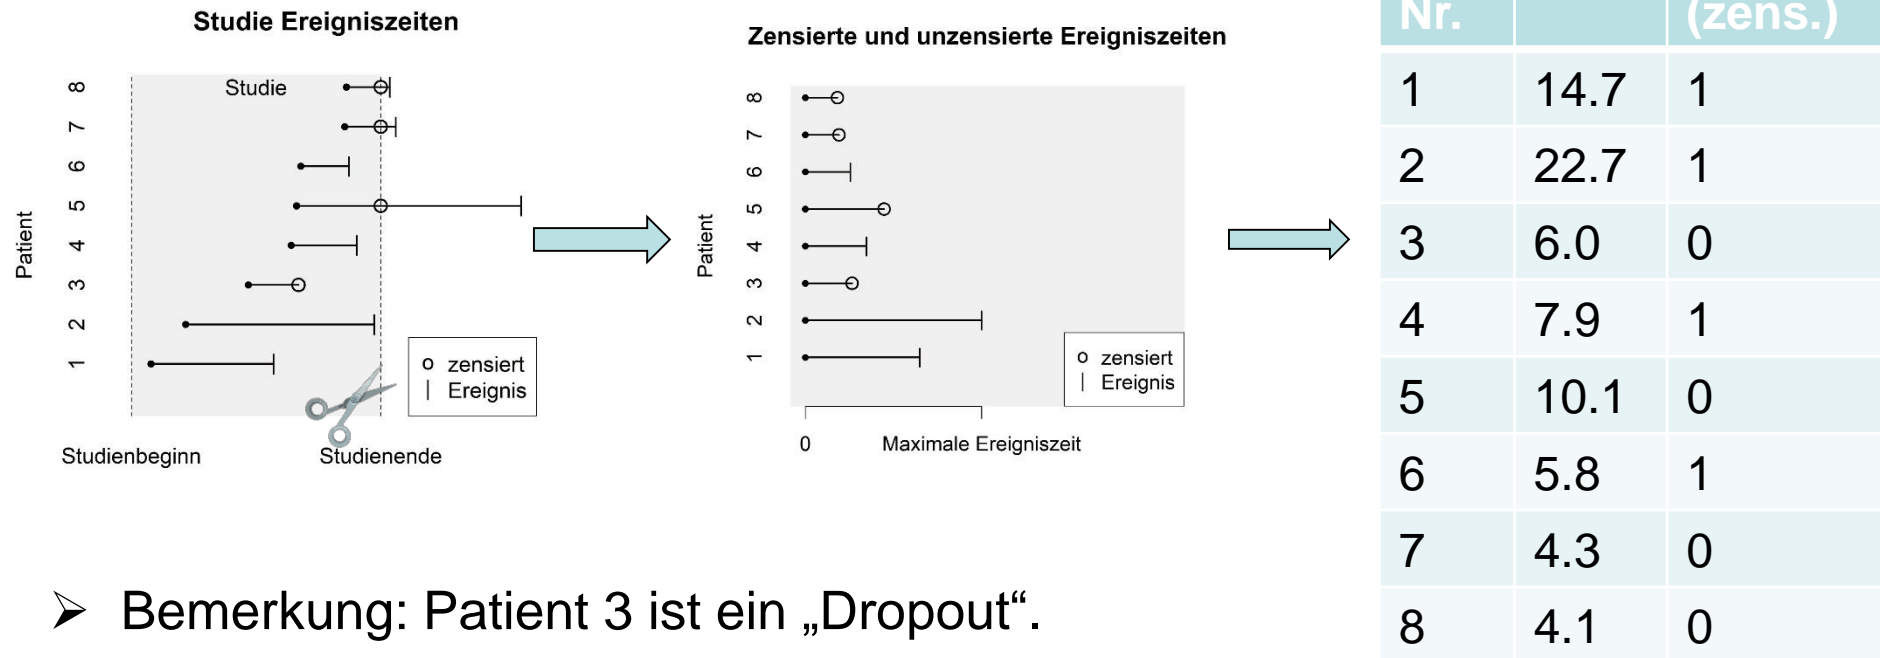 Studie Ereigniszeiten
Studie
8
7
6
5
4
3
2
1
Patient
zensiert
Ereignis
Studienbeginn
Studienende
Zensierte und unzensierte Ereigniszeiten
8
7
6
5
4
3
2
1
Patient
zensiert
Ereignis
0
Maximale Ereigniszeit
Nr. (zens.)
1 14.7 1
2 22.7 1
3 6.0 0
4 7.9 1
5 10.1 0
6 5.8 1
7 4.3 0
8 4.1 0
➢ Bemerkung: Patient 3 ist ein „Dropout“.